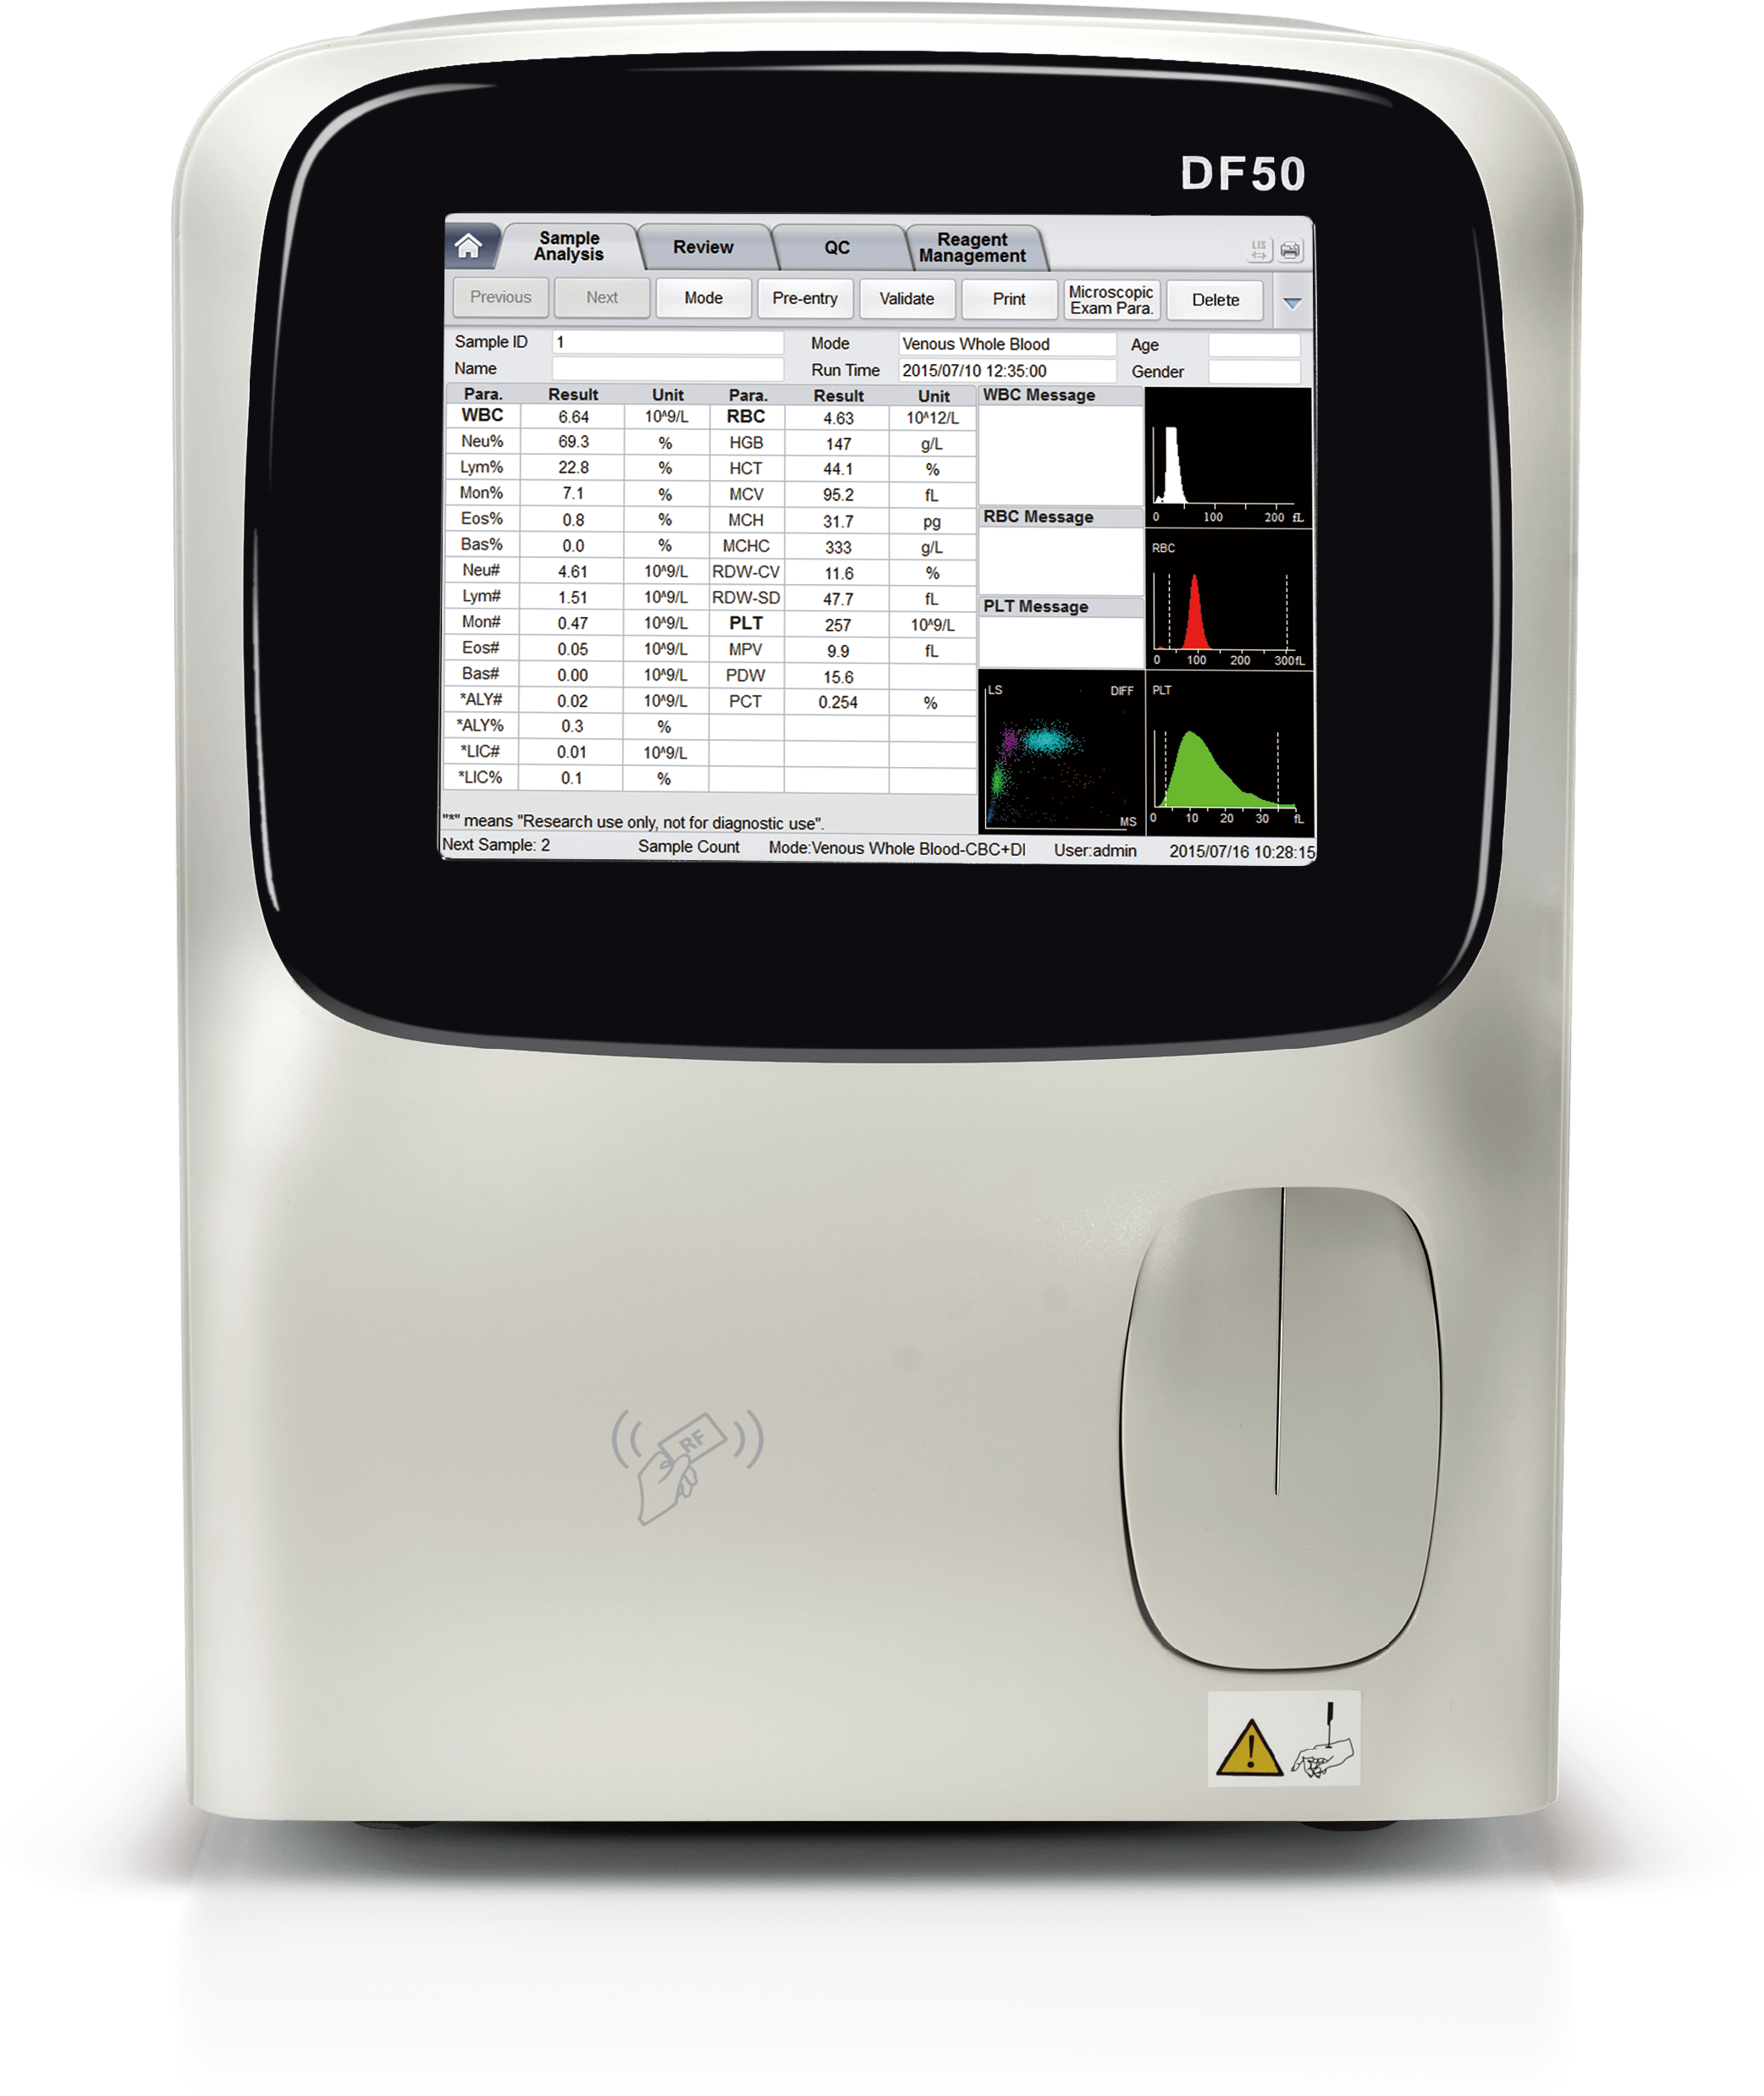 DF50
Sample Analysis
Review
QC
Reagent Management
LIS
Previous Next Mode Pre-entry Validate Print Microscopic Exam Para. Delete
Sample ID 1 Mode Venous Whole Blood Age
Name Run Time 2015/07/10 12:35:00 Gender
Para. Result Unit Para. Result Unit WBC Message
WBC 6.64 10^9/L RBC 4.63 10^12/L
Neu% 69.3 % HGB 147 g/L
Lym% 22.8 % HCT 44.1 %
Mon% 7.1 % MCV 95.2 fL
Eos% 0.8 % MCH 31.7 pg
Bas% 0.0 % MCHC 333 g/L
Neu# 4.61 10^9/L RDW-CV 11.6 %
Lym# 1.51 10^9/L RDW-SD 47.7 fL
Mon# 0.47 10^9/L PLT 257 10^9/L
Eos# 0.05 10^9/L MPV 9.9 fL
Bas# 0.00 10^9/L PDW 15.6
*ALY# 0.02 10^9/L PCT 0.254 %
*ALY% 0.3 %
*LIC# 0.01 10^9/L
*LIC% 0.1 %
RBC Message
PLT Message
0 100 200 fL
RBC
0 100 200 300fL
LS DIFF
MS
PLT
0 10 20 30 fL
"*" means "Research use only, not for diagnostic use".
Next Sample: 2 Sample Count Mode:Venous Whole Blood-CBC+DI User:admin 2015/07/16 10:28:15
RF